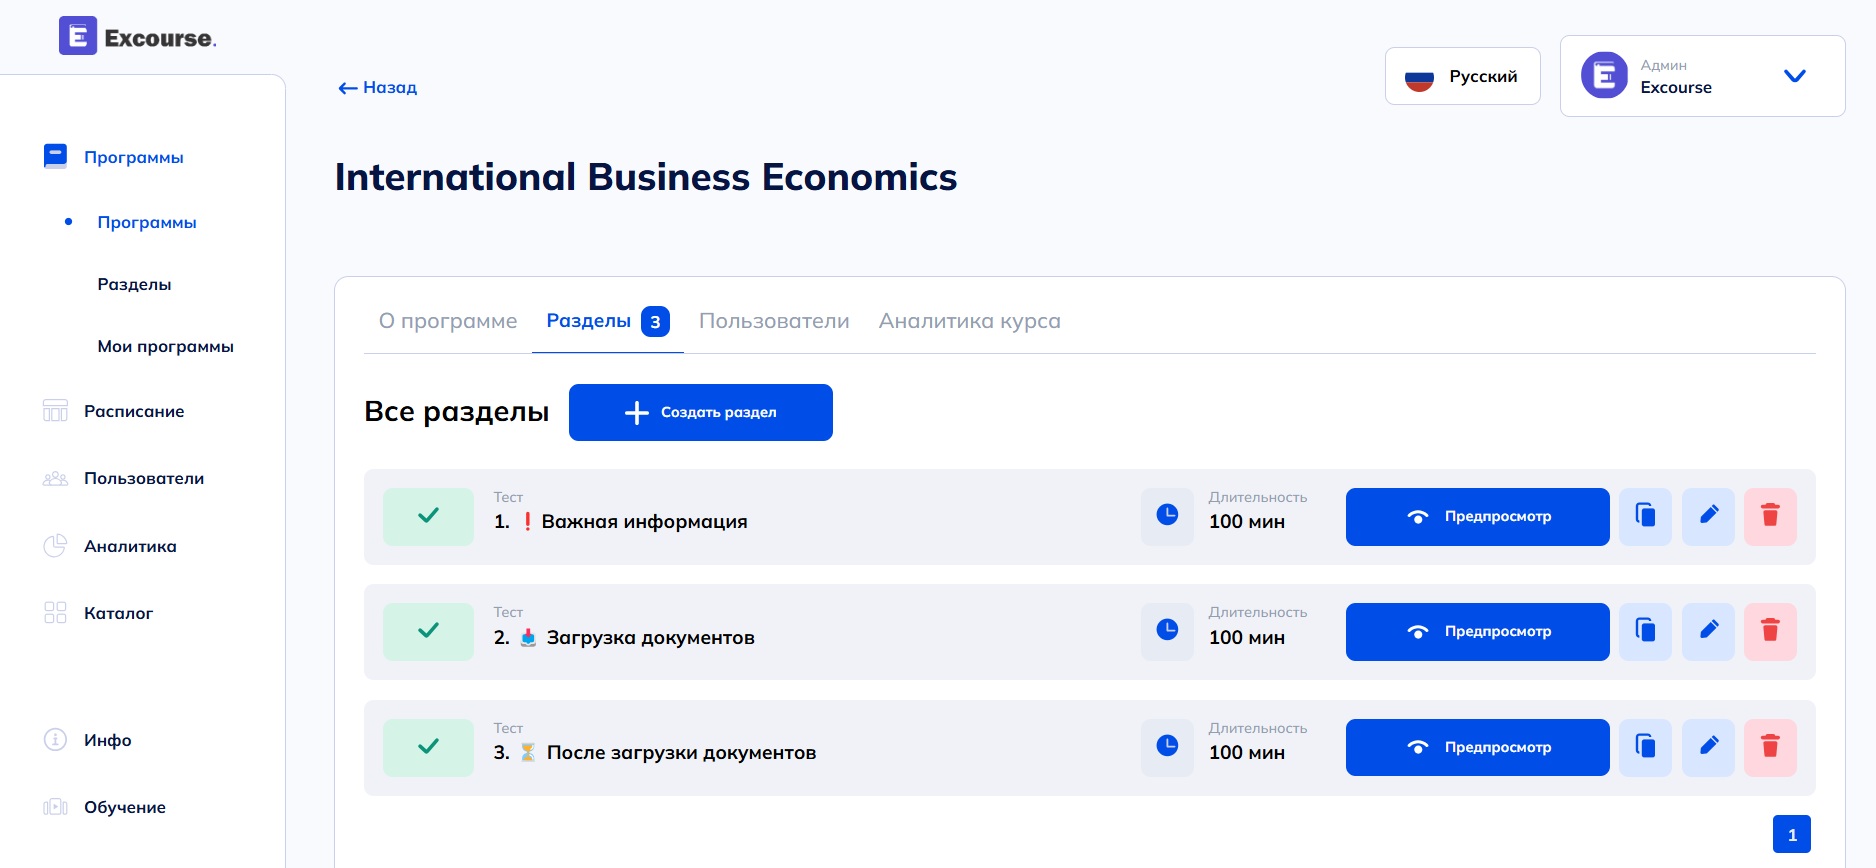 Excourse.
Назад
Русский
Админ
Excourse
Программы
Программы
Разделы
Мои программы
Расписание
Пользователи
Аналитика
Каталог
Инфо
Обучение
International Business Economics
О программе Разделы 3 Пользователи Аналитика курса
Все разделы
Создать раздел
Тест
1. ❗ Важная информация
Длительность
100 мин
Предпросмотр
Тест
2. 📥 Загрузка документов
Длительность
100 мин
Предпросмотр
Тест
3. ⏳ После загрузки документов
Длительность
100 мин
Предпросмотр
1